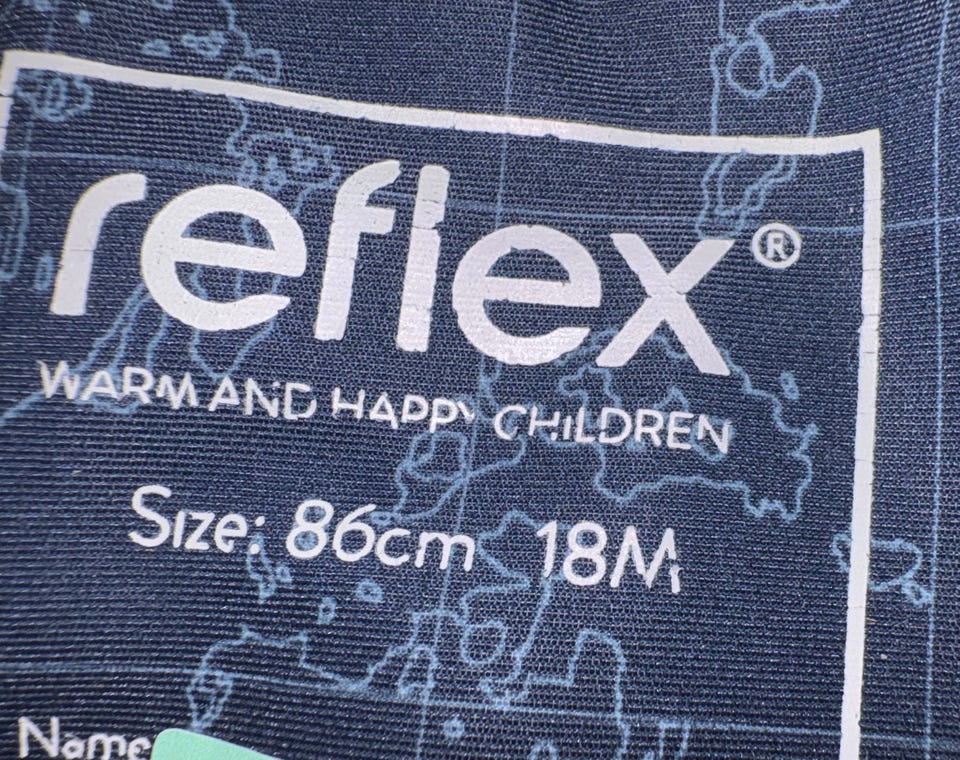 reflex®
WARM AND HAPPY CHILDREN
Size: 86cm 18M
Name